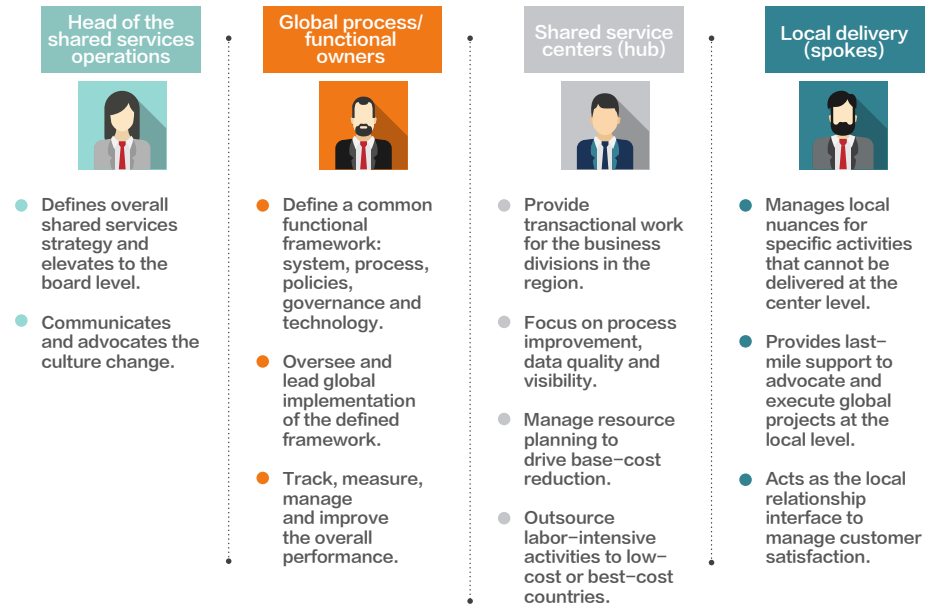 Head of the
shared services
operations
Defines overall
shared services
strategy and
elevates to the
board level.
Communicates
and advocates the
culture change.
Global process/
functional
owners
Define a common
functional
framework:
system, process,
policies,
governance and
technology.
Oversee and
lead global
implementation
of the defined
framework.
Track, measure,
manage
and improve
the overall
performance.
Shared service
centers (hub)
Provide
transactional work
for the business
divisions in the
region.
Focus on process
improvement,
data quality and
visibility.
Manage resource
planning to
drive base-cost
reduction.
Outsource
labor-intensive
activities to low-
cost or best-cost
countries.
Local delivery
(spokes)
Manages local
nuances for
specific activities
that cannot be
delivered at the
center level.
Provides last-
mile support to
advocate and
execute global
projects at the
local level.
Acts as the local
relationship
interface to
manage customer
satisfaction.